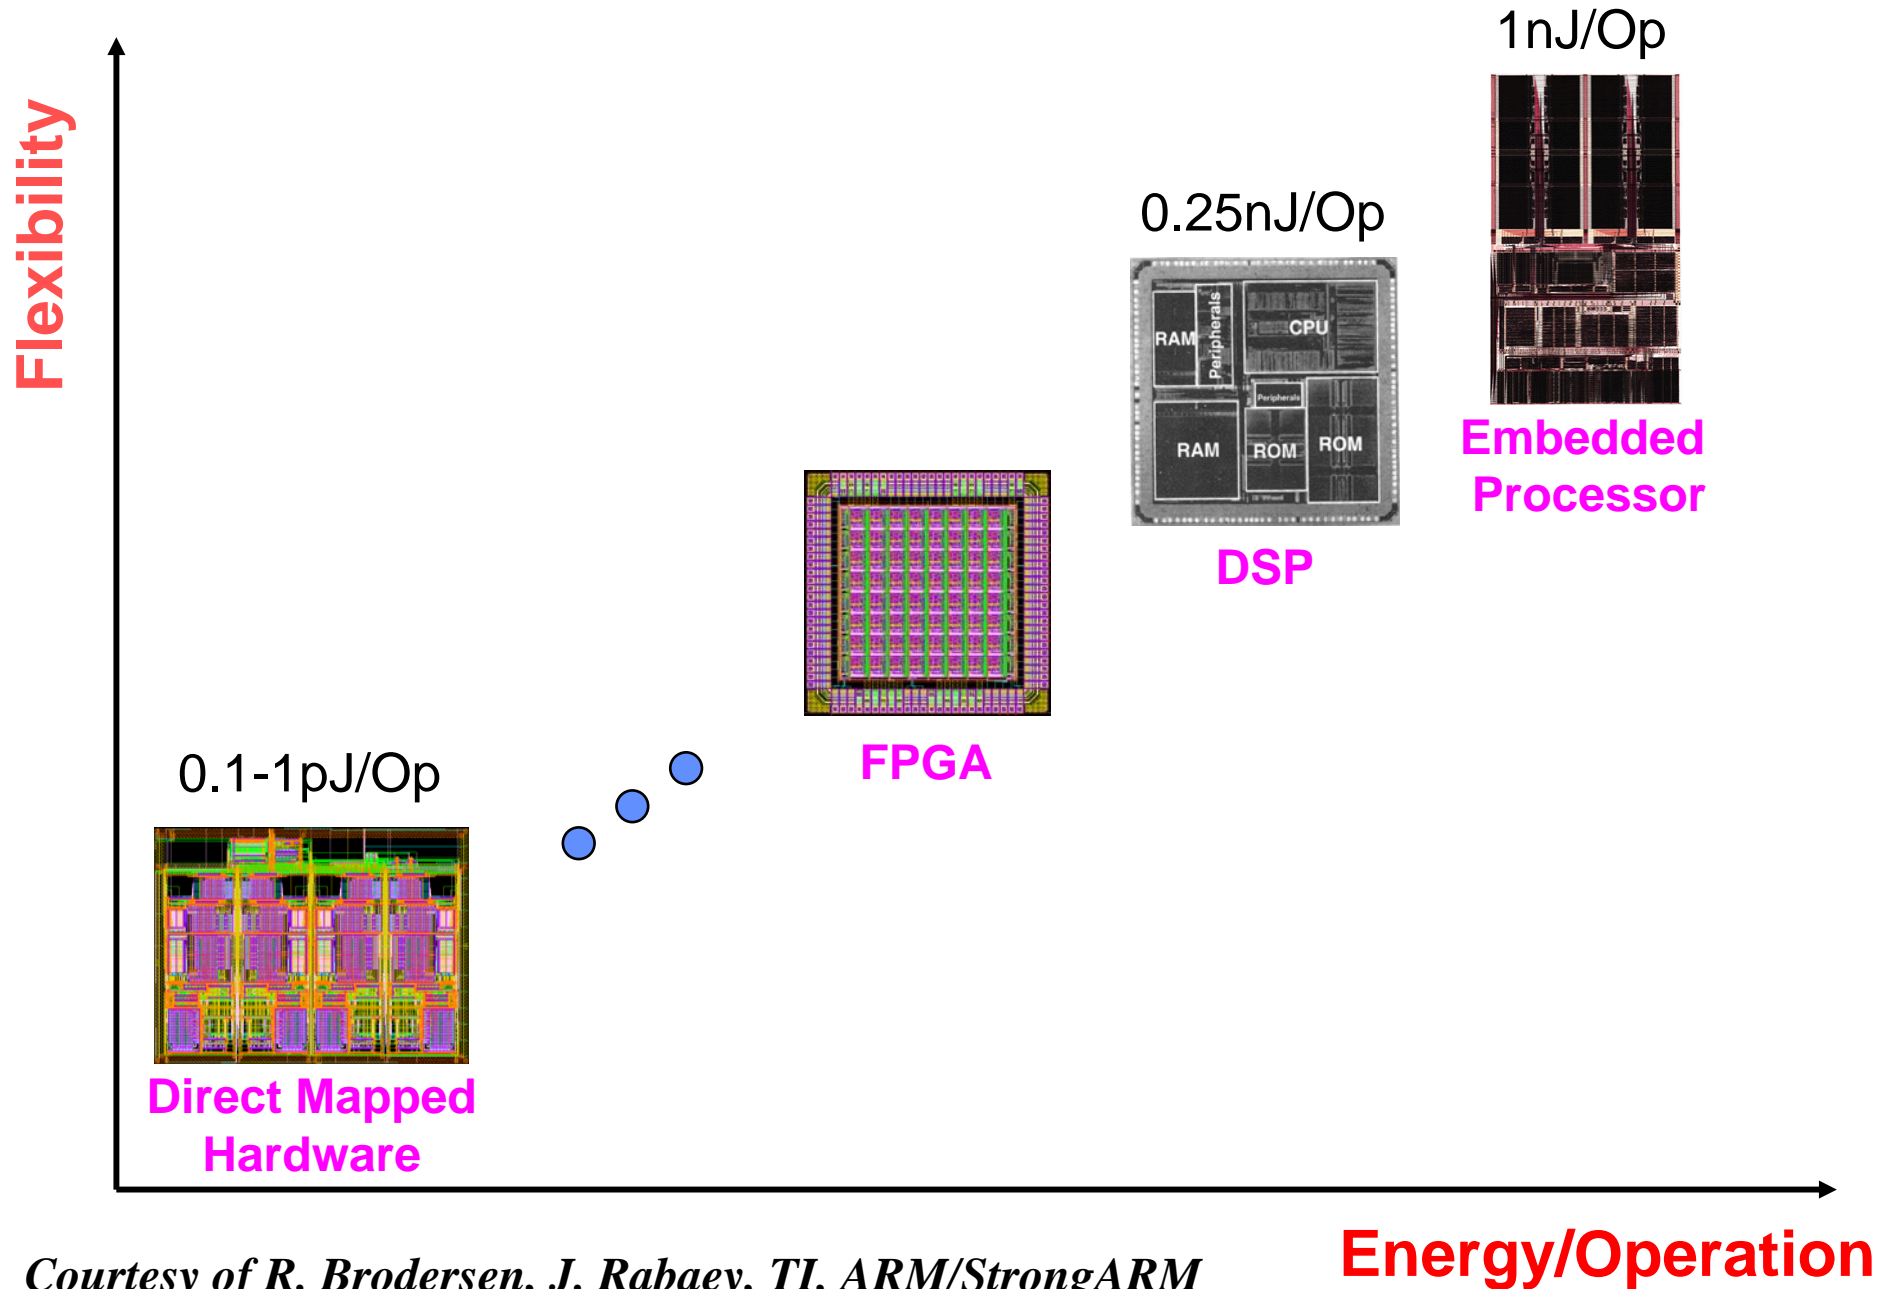 1nJ/Op
Flexibility
0.25nJ/Op
RAM
Peripherals
CPU
Peripherals
RAM
ROM
ROM
Embedded
Processor
DSP
FPGA
0.1-1pJ/Op
Direct Mapped
Hardware
Energy/Operation
Courtesy of R. Brodersen, J. Rabaey, TI, ARM/StrongARM